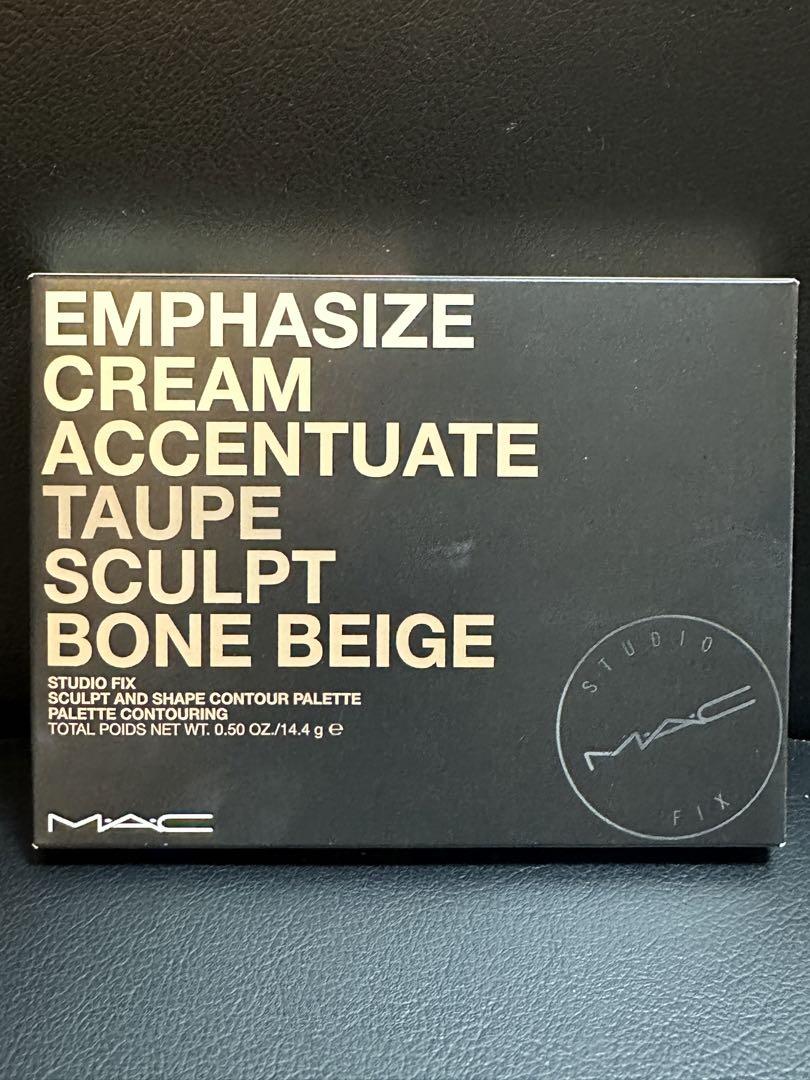 EMPHASIZE
CREAM
ACCENTUATE
TAUPE
SCULPT
BONE BEIGE
STUDIO FIX
SCULPT AND SHAPE CONTOUR PALETTE
PALETTE CONTOURING
TOTAL POIDS NET WT. 0.50 OZ./14.4 g ℮
M·A·C
STUDIO
M·A·C
FIX